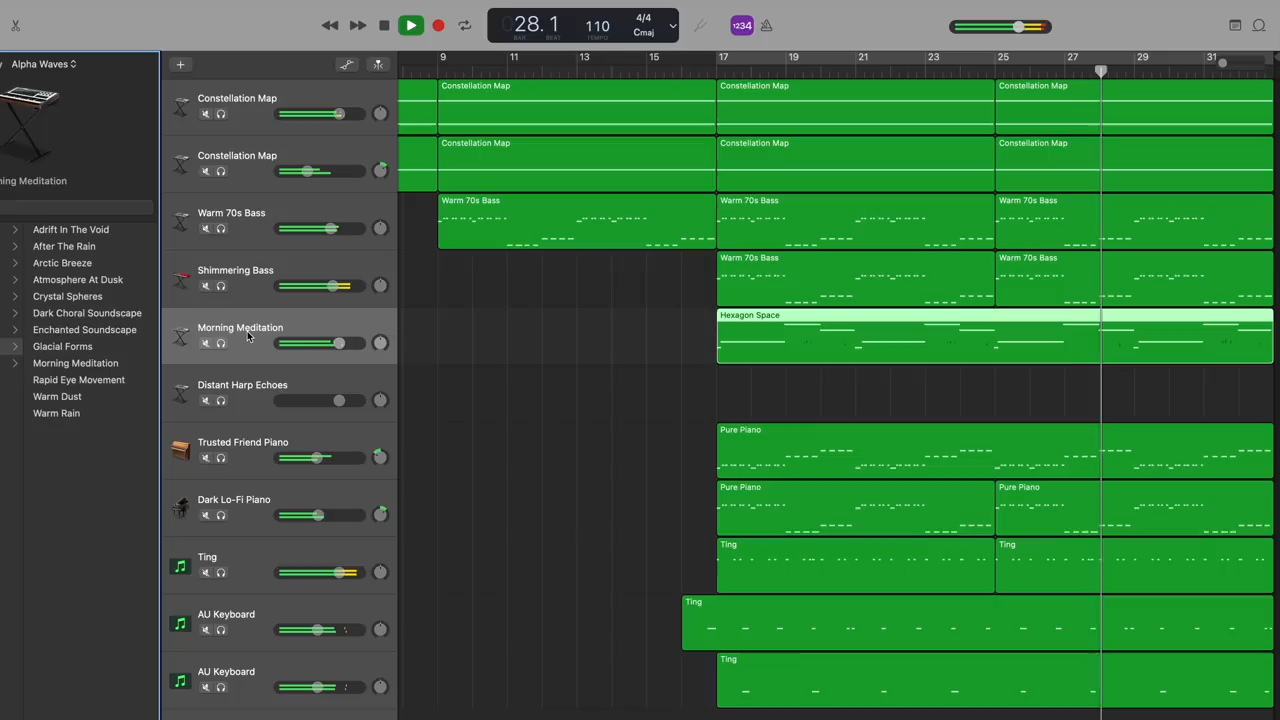 28.1
BAR BEAT
110
TEMPO
4/4
Cmaj
1234
Alpha Waves
ning Meditation
Adrift In The Void
After The Rain
Arctic Breeze
Atmosphere At Dusk
Crystal Spheres
Dark Choral Soundscape
Enchanted Soundscape
Glacial Forms
Morning Meditation
Rapid Eye Movement
Warm Dust
Warm Rain
9 11 13 15 17 19 21 23 25 27 29 31
Constellation Map
Constellation Map Constellation Map Constellation Map
Constellation Map
Constellation Map Constellation Map Constellation Map
Warm 70s Bass
Warm 70s Bass Warm 70s Bass Warm 70s Bass
Shimmering Bass
Warm 70s Bass Warm 70s Bass
Morning Meditation
Hexagon Space
Distant Harp Echoes
Trusted Friend Piano
Pure Piano
Dark Lo-Fi Piano
Pure Piano Pure Piano
Ting
Ting Ting
AU Keyboard
Ting
AU Keyboard
Ting